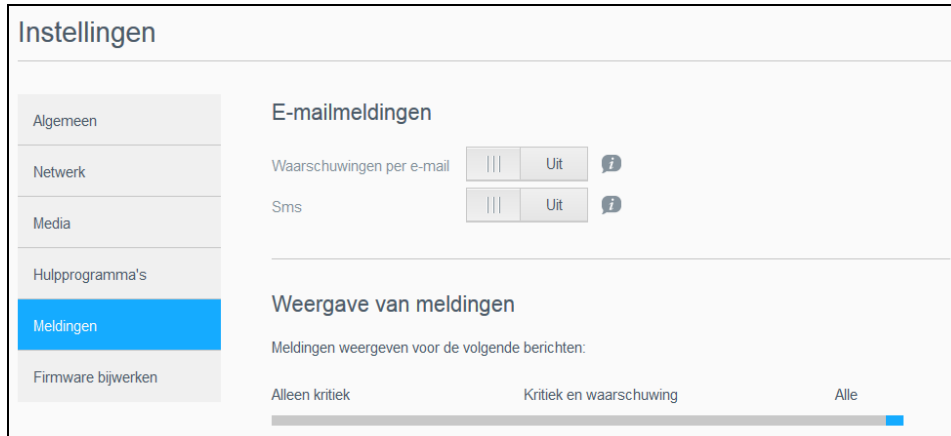 Instellingen
Algemeen
Netwerk
Media
Hulpprogramma's
Meldingen
Firmware bijwerken
E-mailmeldingen
Waarschuwingen per e-mail
Uit
Sms
Uit
Weergave van meldingen
Meldingen weergeven voor de volgende berichten:
Alleen kritiek Kritiek en waarschuwing Alle